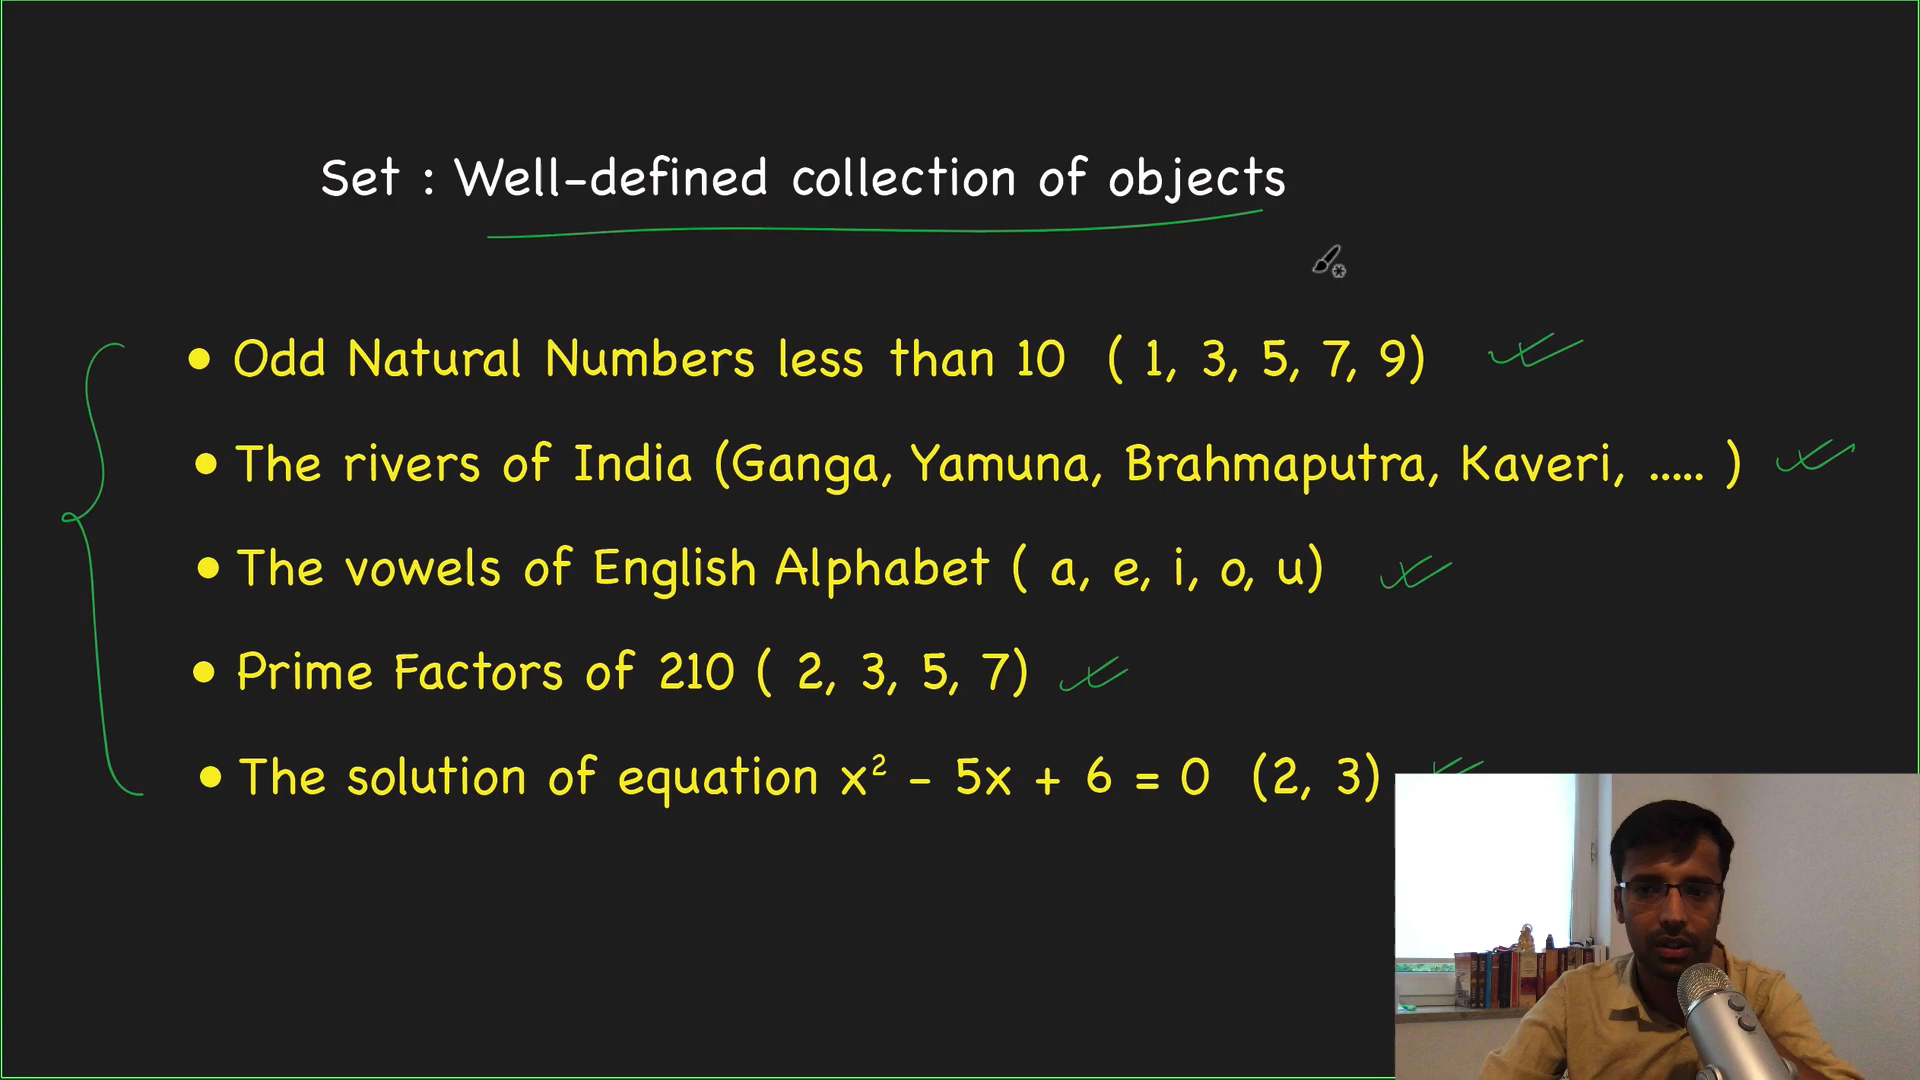 Set : Well-defined collection of objects
• Odd Natural Numbers less than 10 ( 1, 3, 5, 7, 9)
• The rivers of India (Ganga, Yamuna, Brahmaputra, Kaveri, ..... )
• The vowels of English Alphabet ( a, e, i, o, u)
• Prime Factors of 210 ( 2, 3, 5, 7)
• The solution of equation x² - 5x + 6 = 0 (2, 3)